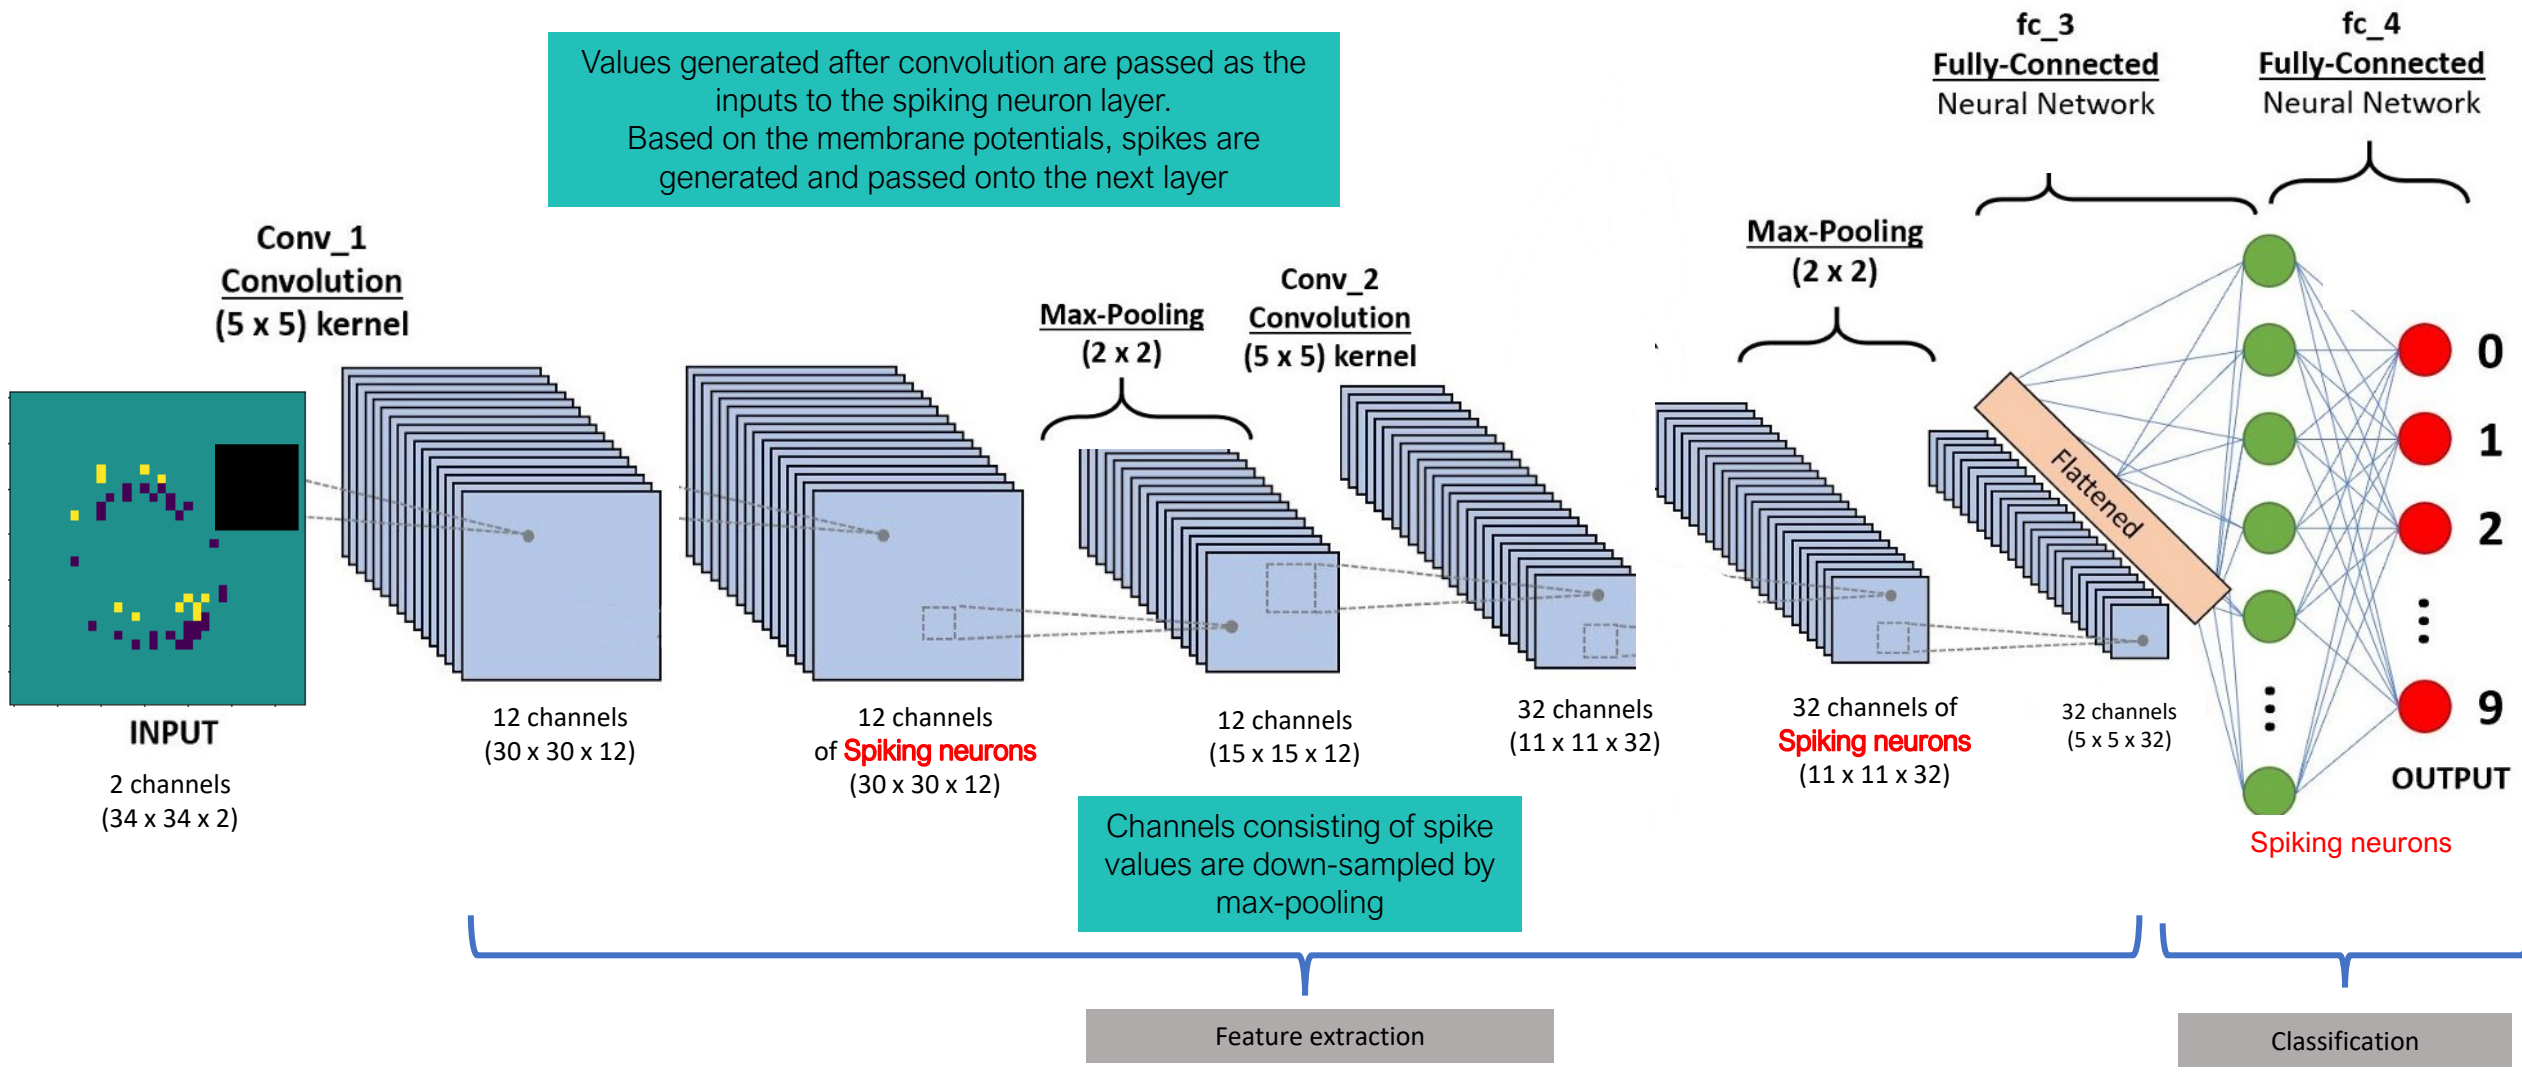 Values generated after convolution are passed as the
inputs to the spiking neuron layer.
Based on the membrane potentials, spikes are
generated and passed onto the next layer
fc_3
Fully-Connected
Neural Network
fc_4
Fully-Connected
Neural Network
Conv_1
Convolution
(5 x 5) kernel
Max-Pooling
(2 x 2)
Conv_2
Convolution
(5 x 5) kernel
Max-Pooling
(2 x 2)
Flattened
0
1
2
9
INPUT
2 channels
(34 x 34 x 2)
12 channels
(30 x 30 x 12)
12 channels
of Spiking neurons
(30 x 30 x 12)
12 channels
(15 x 15 x 12)
32 channels
(11 x 11 x 32)
32 channels of
Spiking neurons
(11 x 11 x 32)
32 channels
(5 x 5 x 32)
OUTPUT
Spiking neurons
Channels consisting of spike
values are down-sampled by
max-pooling
Feature extraction
Classification